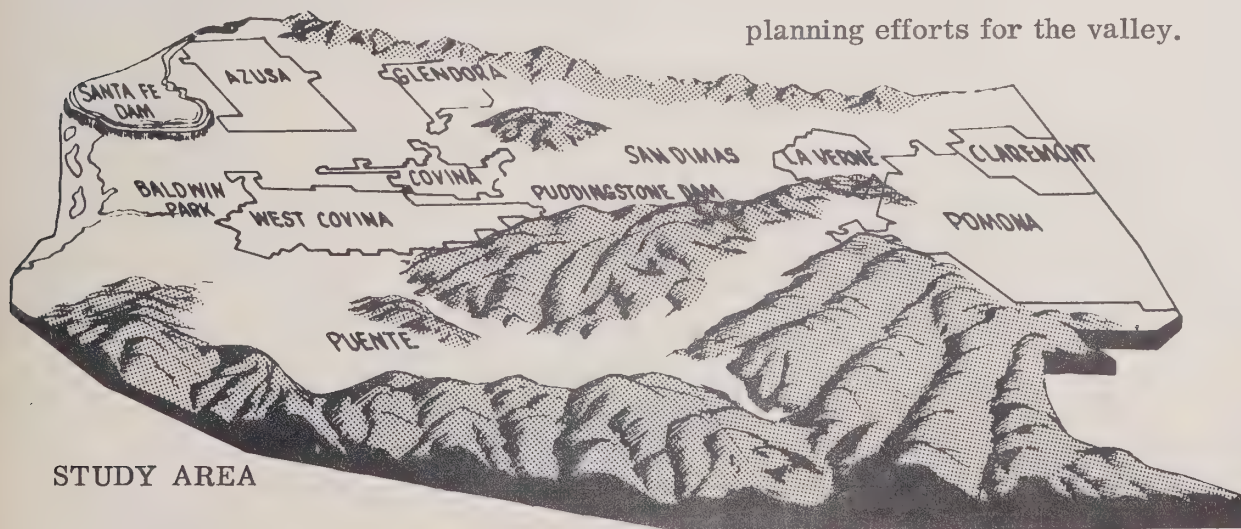 planning efforts for the valley.
AZUSA
GLENDORA
SANTA FE
DAM
SAN DIMAS
LA VERNE
CLAREMONT
COVINA
BALDWIN
PARK
PUDDINGSTONE DAM
WEST COVINA
POMONA
PUENTE
STUDY AREA